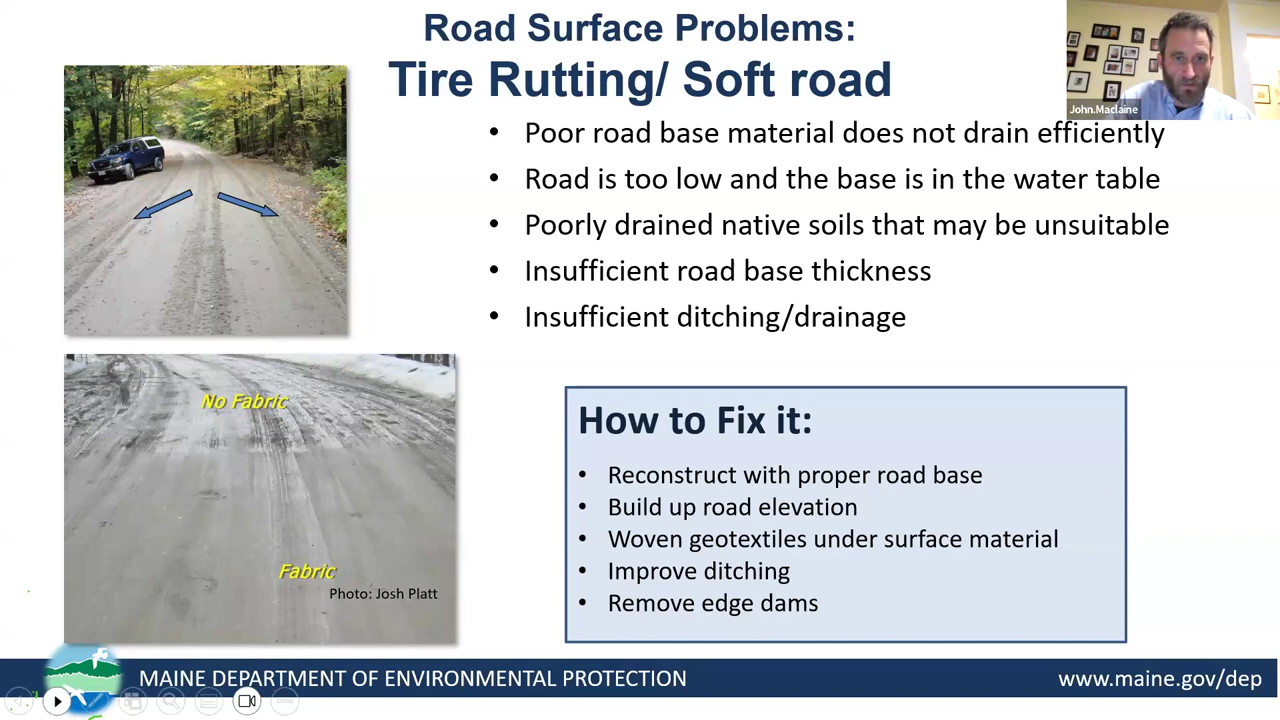 Road Surface Problems:
Tire Rutting/ Soft road
John.Maclaine
• Poor road base material does not drain efficiently
• Road is too low and the base is in the water table
• Poorly drained native soils that may be unsuitable
• Insufficient road base thickness
• Insufficient ditching/drainage
No Fabric
Fabric
Photo: Josh Platt
How to Fix it:
• Reconstruct with proper road base
• Build up road elevation
• Woven geotextiles under surface material
• Improve ditching
• Remove edge dams
MAINE DEPARTMENT OF ENVIRONMENTAL PROTECTION
www.maine.gov/dep